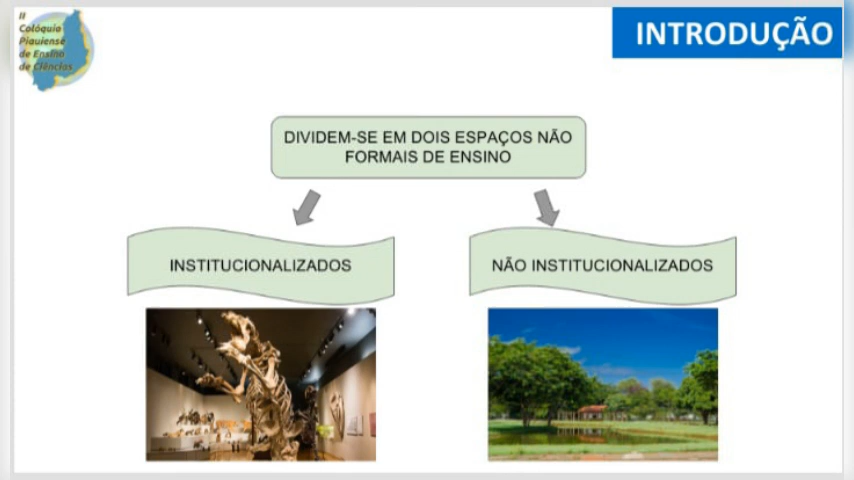 II
Colóquio
Piauiense
de Ensino
de Ciências
INTRODUÇÃO
DIVIDEM-SE EM DOIS ESPAÇOS NÃO
FORMAIS DE ENSINO
INSTITUCIONALIZADOS
NÃO INSTITUCIONALIZADOS